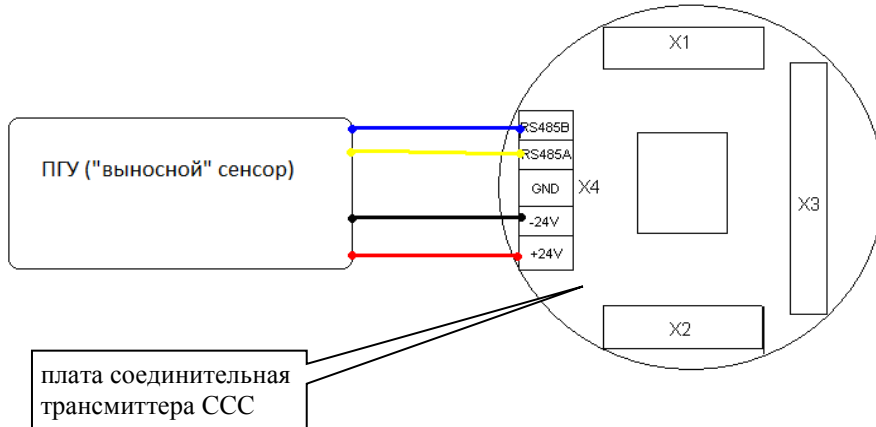 X1
RS485B
RS485A
GND
-24V
+24V
X4
X3
X2
ПГУ ("выносной" сенсор)
плата соединительная
трансмиттера ССС